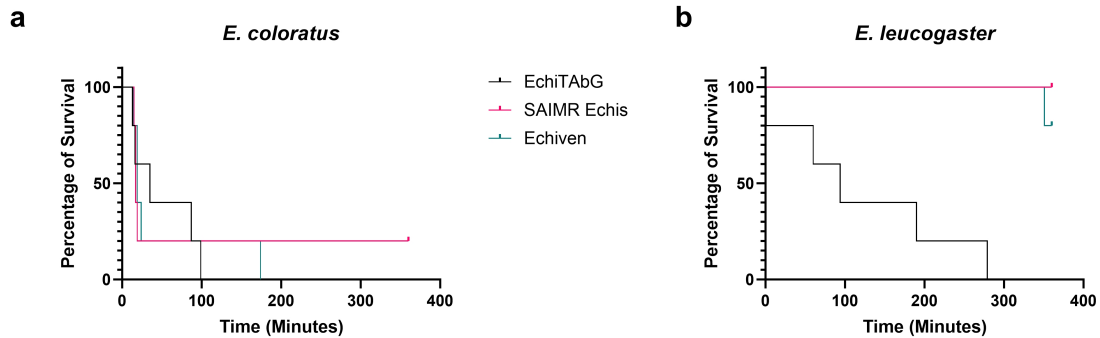 a
E. coloratus
Percentage of Survival
100
50
0
0 100 200 300 400
Time (Minutes)
EchiTAbG
SAIMR Echis
Echiven
b
E. leucogaster
Percentage of Survival
100
50
0
0 100 200 300 400
Time (Minutes)